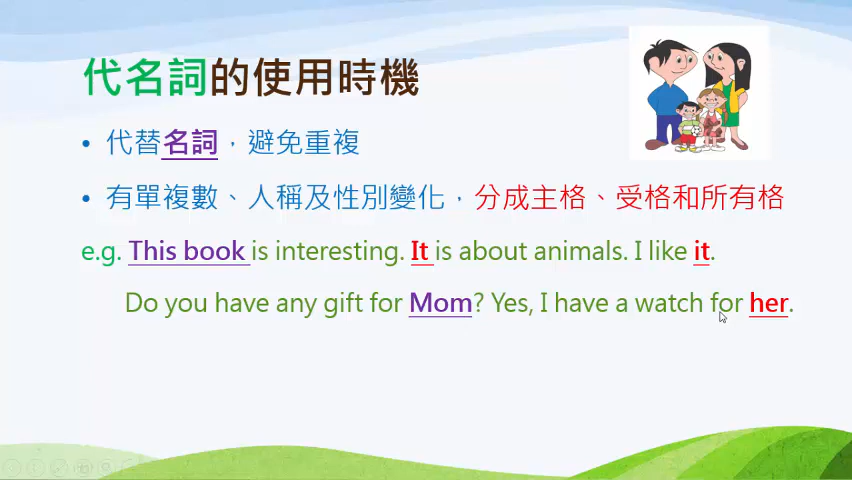 代名詞的使用時機
• 代替名詞，避免重複
• 有單複數、人稱及性別變化，分成主格、受格和所有格
e.g. This book is interesting. It is about animals. I like it.
Do you have any gift for Mom? Yes, I have a watch for her.